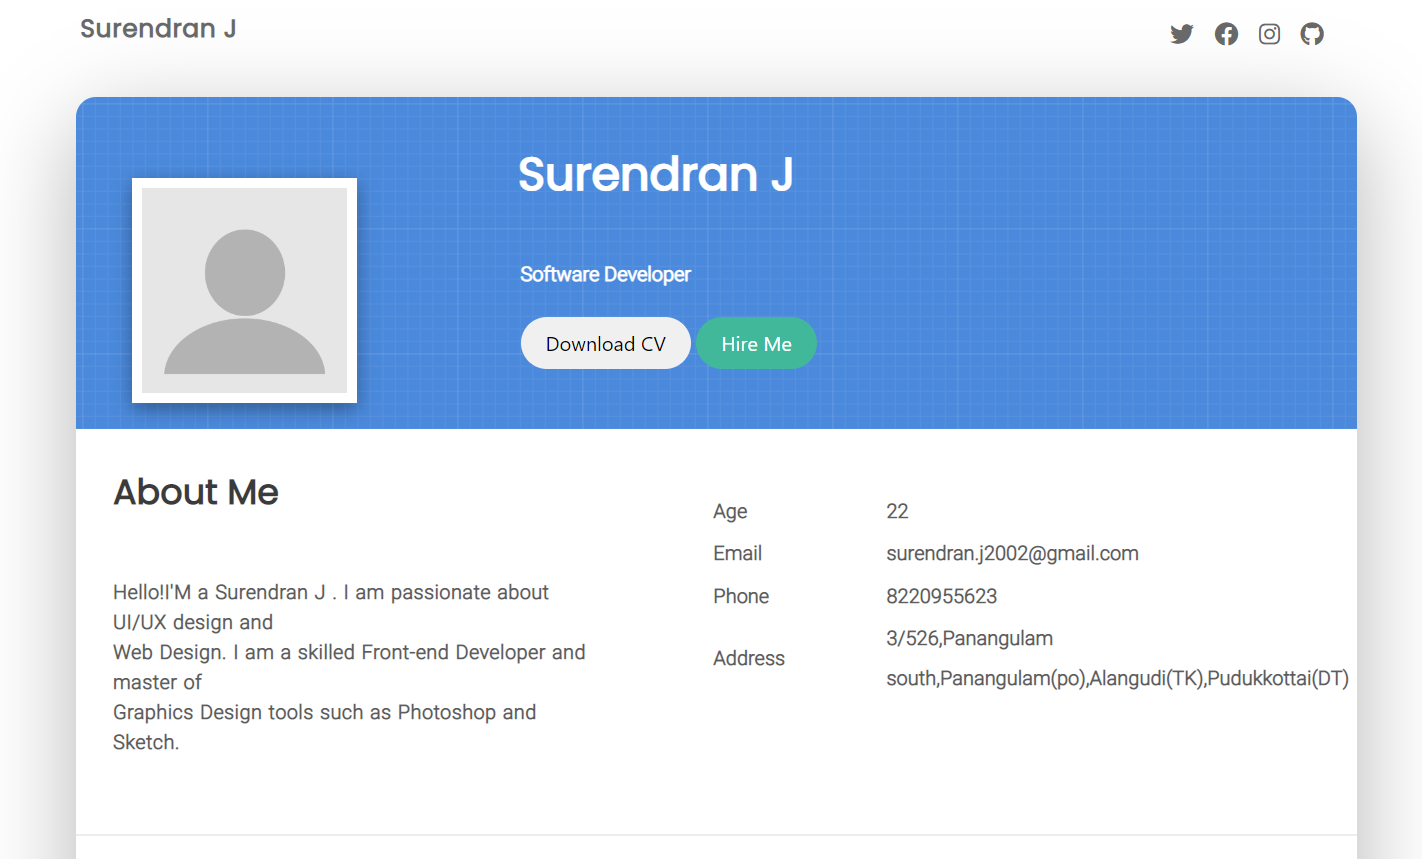 Surendran J
Surendran J
Software Developer
Download CV
Hire Me
About Me
Hello!I'M a Surendran J . I am passionate about
UI/UX design and
Web Design. I am a skilled Front-end Developer and
master of
Graphics Design tools such as Photoshop and
Sketch.
Age 22
Email surendran.j2002@gmail.com
Phone 8220955623
Address 3/526,Panangulam
south,Panangulam(po),Alangudi(TK),Pudukkottai(DT)